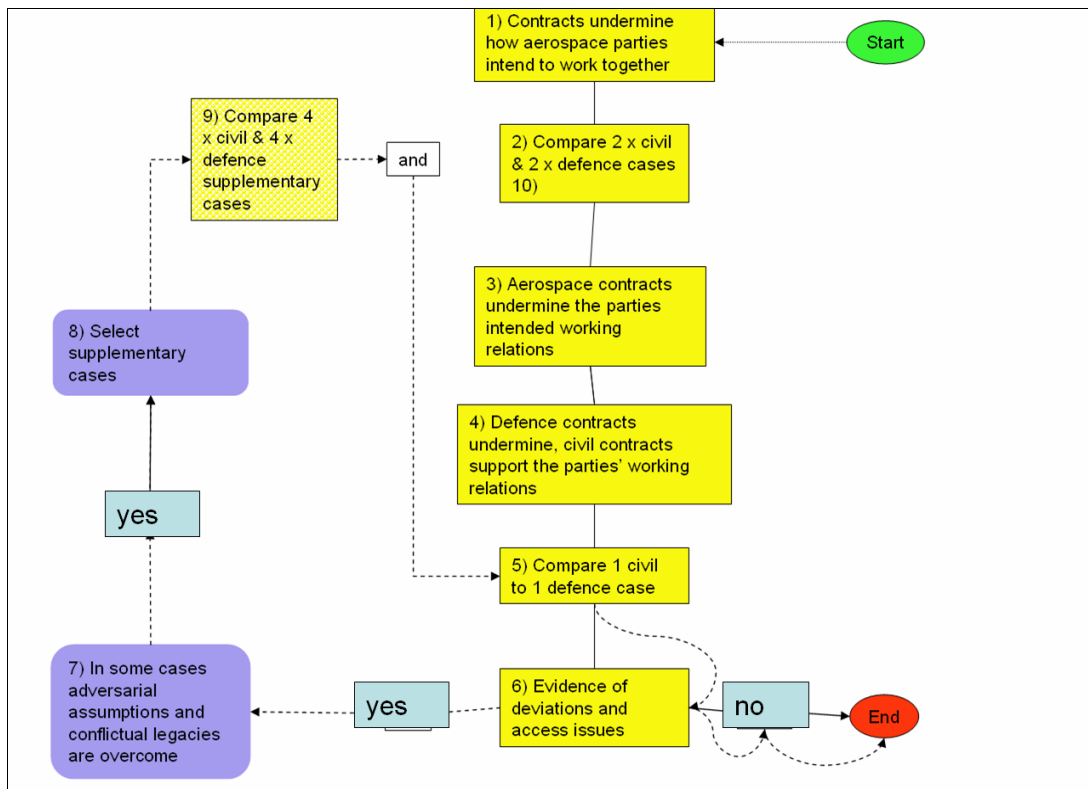 1) Contracts undermine
how aerospace parties
intend to work together
Start
9) Compare 4
x civil & 4 x
defence
supplementary
cases
and
2) Compare 2 x civil
& 2 x defence cases
10)
3) Aerospace contracts
undermine the parties
intended working
relations
8) Select
supplementary
cases
4) Defence contracts
undermine, civil contracts
support the parties’ working
relations
yes
5) Compare 1 civil
to 1 defence case
7) In some cases
adversarial
assumptions and
conflictual legacies
are overcome
yes
6) Evidence of
deviations and
access issues
no
End